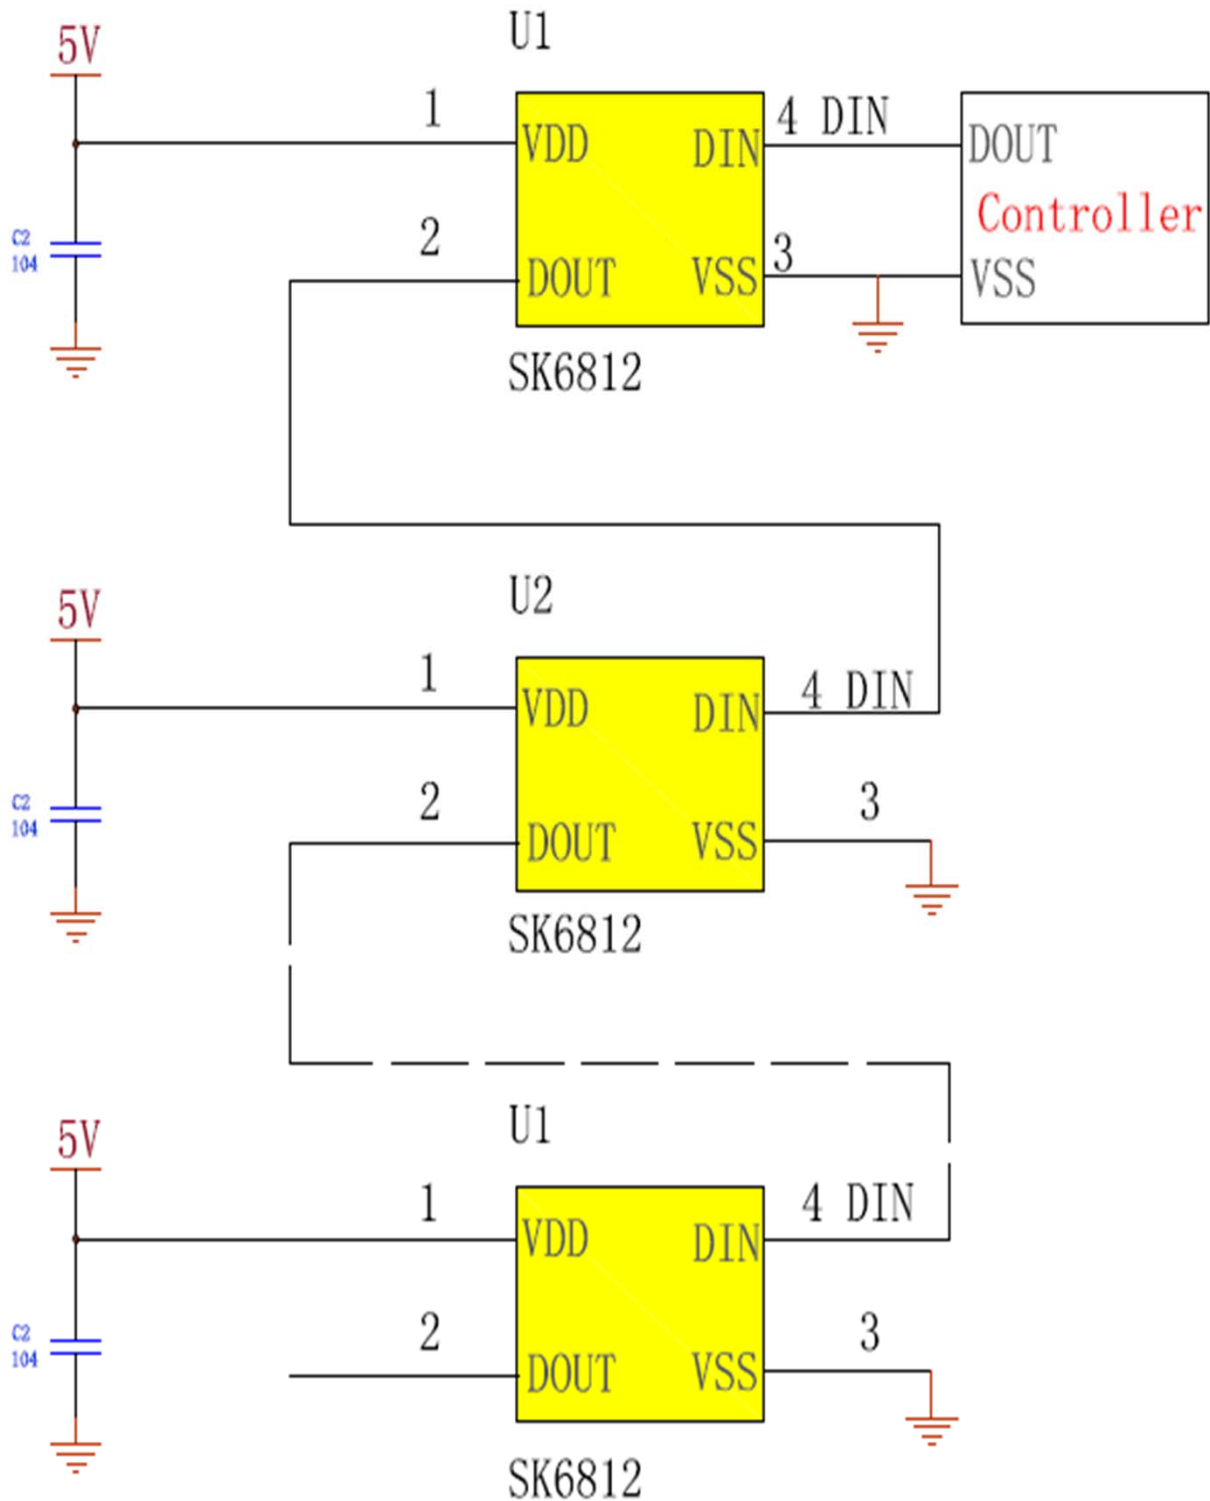 U1
5V
1
4 DIN
VDD
DIN
DOUT
Controller
2
3
C2
104
DOUT
VSS
VSS
SK6812
U2
5V
1
4 DIN
VDD
DIN
2
3
C2
104
DOUT
VSS
SK6812
U1
5V
1
4 DIN
VDD
DIN
2
3
C2
104
DOUT
VSS
SK6812